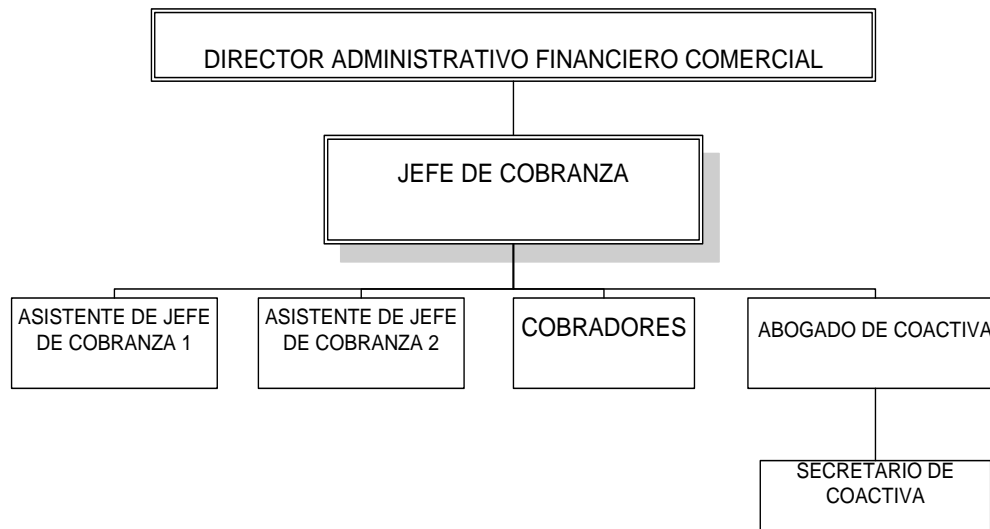 DIRECTOR ADMINISTRATIVO FINANCIERO COMERCIAL
JEFE DE COBRANZA
ASISTENTE DE JEFE
DE COBRANZA 1
ASISTENTE DE JEFE
DE COBRANZA 2
COBRADORES
ABOGADO DE COACTIVA
SECRETARIO DE
COACTIVA